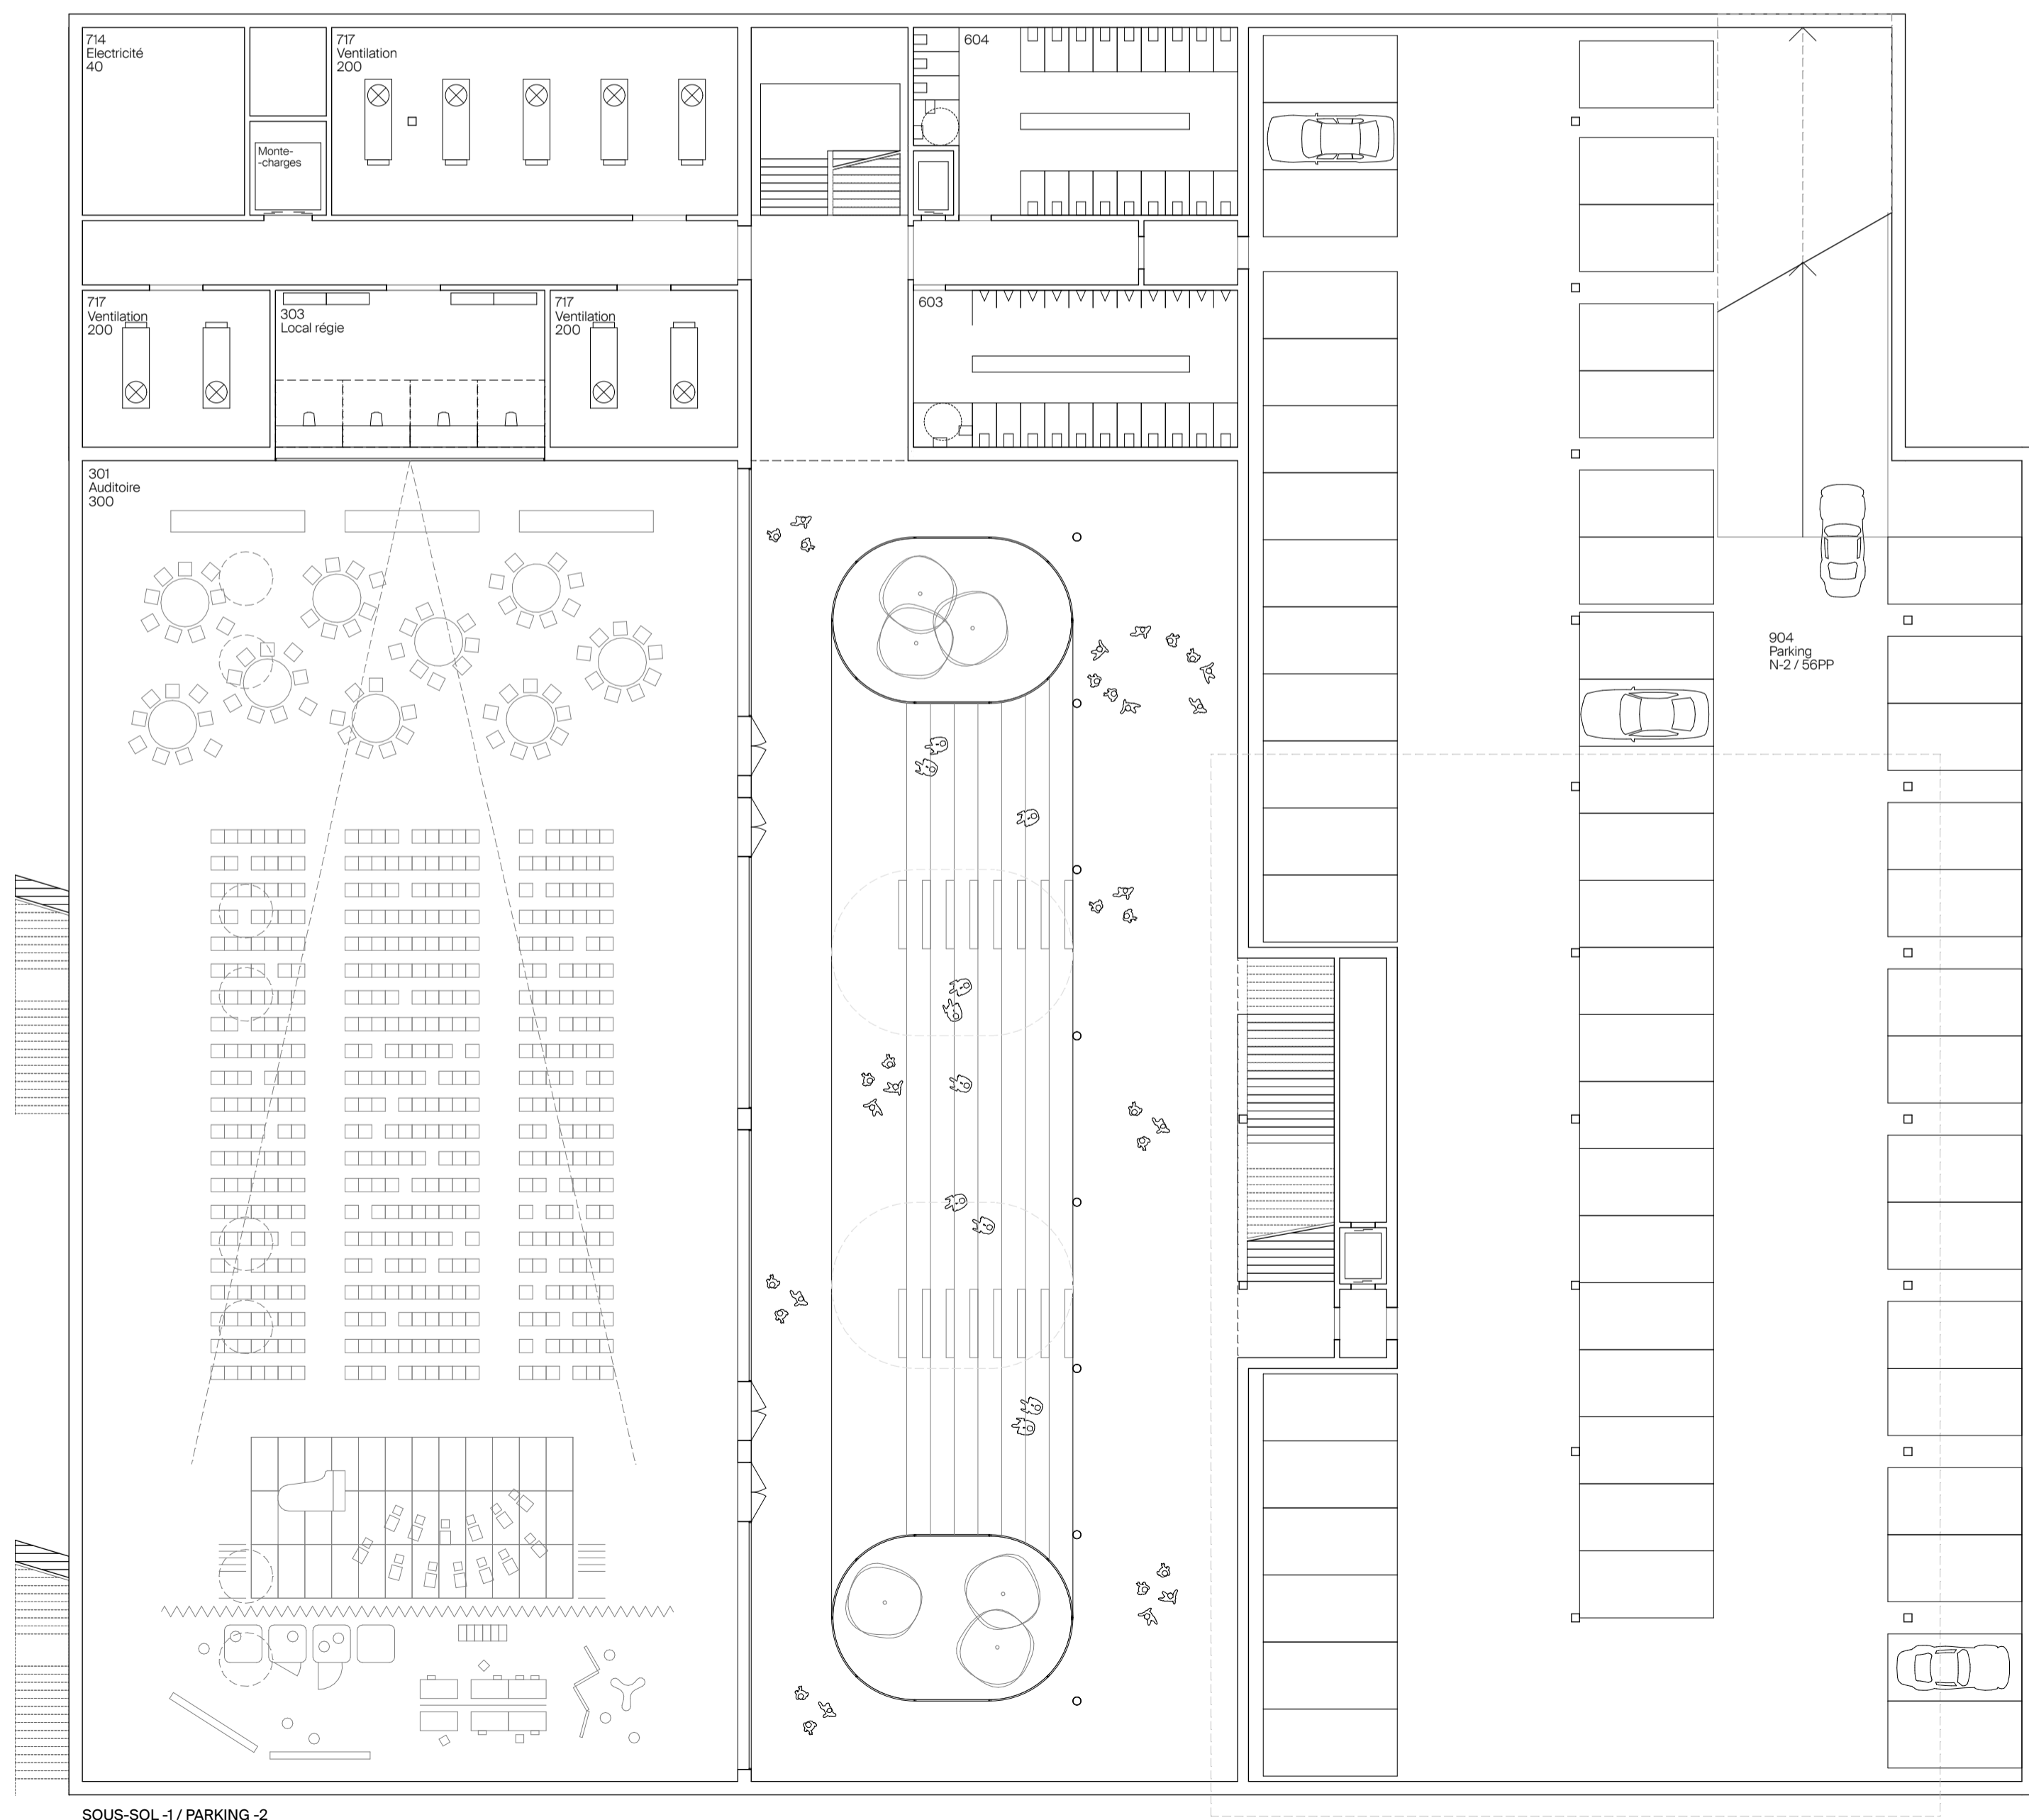 714
Electricité
40
Monte-
-charges
717
Ventilation
200
604
717
Ventilation
200
303
Local régie
717
Ventilation
200
603
301
Auditoire
300
904
Parking
N-2 / 56PP
SOUS-SOL -1 / PARKING -2